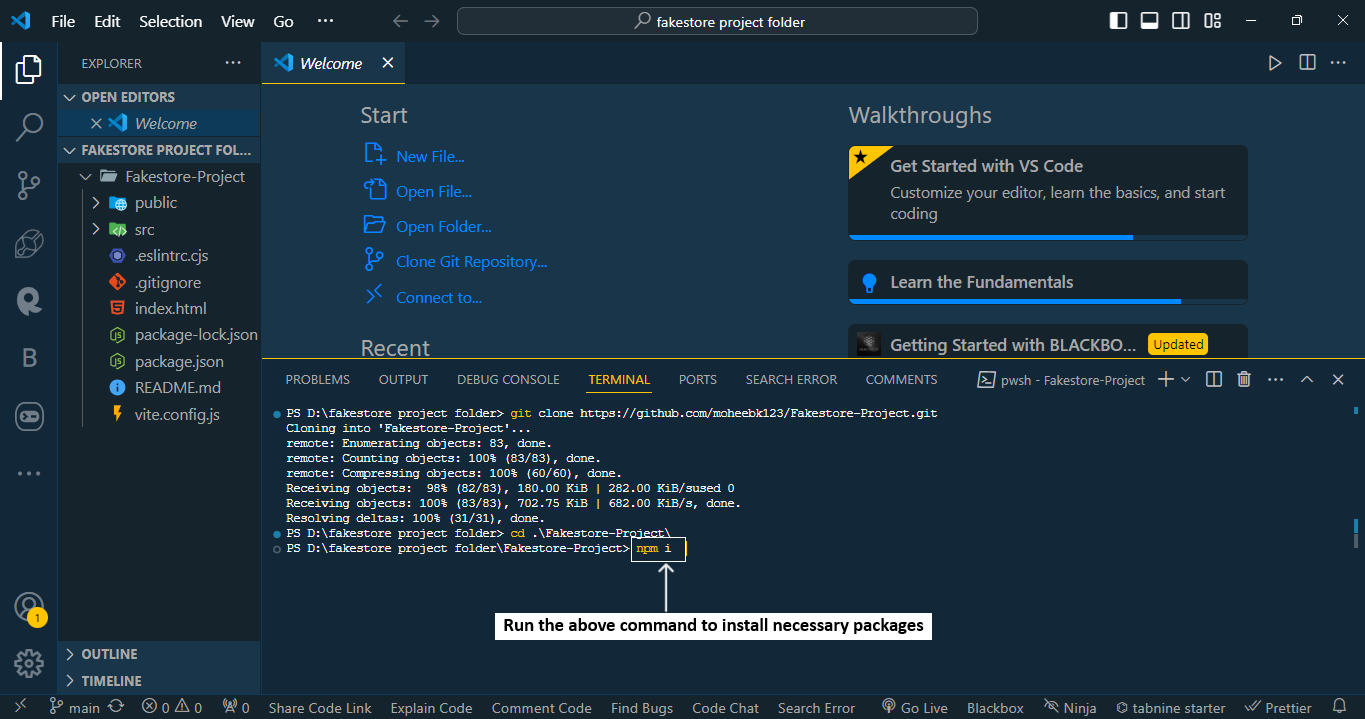 File Edit Selection View Go ···
fakestore project folder
EXPLORER
OPEN EDITORS
Welcome
FAKESTORE PROJECT FOL...
Fakestore-Project
public
src
.eslintrc.cjs
.gitignore
index.html
package-lock.json
package.json
README.md
vite.config.js
OUTLINE
TIMELINE
B
1
Welcome
Start
New File...
Open File...
Open Folder...
Clone Git Repository...
Connect to...
Recent
Walkthroughs
Get Started with VS Code
Customize your editor, learn the basics, and start
coding
Learn the Fundamentals
Getting Started with BLACKBO... Updated
PROBLEMS OUTPUT DEBUG CONSOLE TERMINAL PORTS SEARCH ERROR COMMENTS pwsh - Fakestore-Project
PS D:\fakestore project folder> git clone https://github.com/moheebk123/Fakestore-Project.git
Cloning into 'Fakestore-Project'...
remote: Enumerating objects: 83, done.
remote: Counting objects: 100% (83/83), done.
remote: Compressing objects: 100% (60/60), done.
Receiving objects:  98% (82/83), 180.00 KiB | 282.00 KiB/sused 0
Receiving objects: 100% (83/83), 702.75 KiB | 682.00 KiB/s, done.
Resolving deltas: 100% (31/31), done.
PS D:\fakestore project folder> cd .\Fakestore-Project\
PS D:\fakestore project folder\Fakestore-Project> npm i
Run the above command to install necessary packages
main 0 0 0 Share Code Link Explain Code Comment Code Find Bugs Code Chat Search Error Go Live Blackbox Ninja tabnine starter Prettier